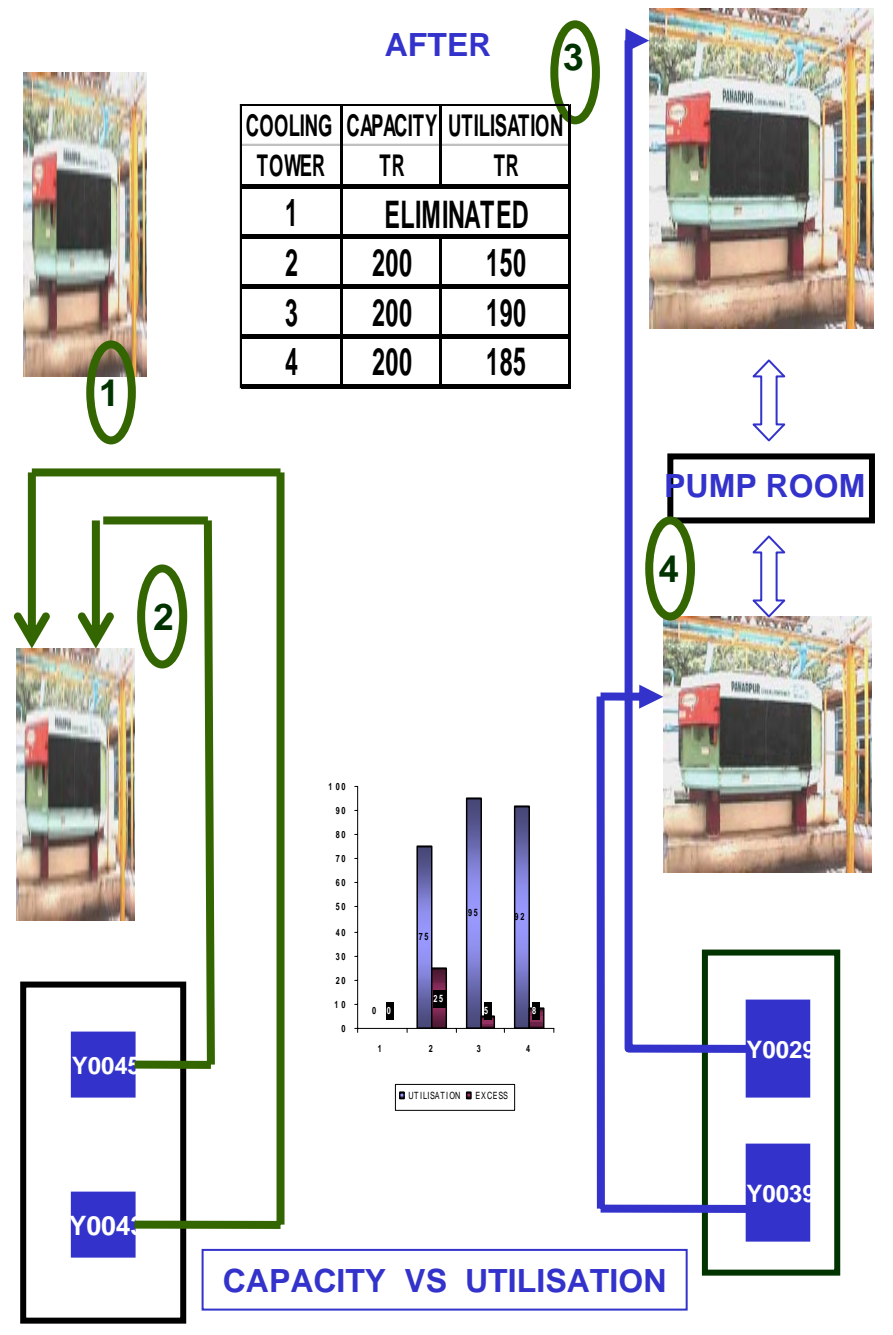 AFTER
3
COOLING CAPACITY UTILISATION
TOWER TR TR
1 ELIMINATED
2 200 150
3 200 190
4 200 185
PANARPUR
1
PUMP ROOM
4
2
PANARPUR
100
90
80
70
60
50
40
30
20
10
0
0 0
75
25
95
5
92
8
1 2 3 4
UTILISATION EXCESS
Y0045
Y0043
Y0029
Y0039
CAPACITY VS UTILISATION